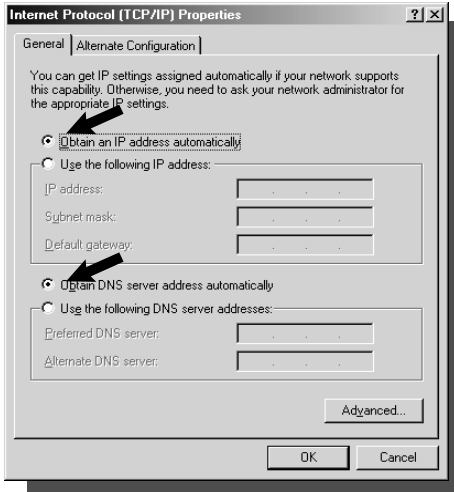 Internet Protocol (TCP/IP) Properties
General
Alternate Configuration
You can get IP settings assigned automatically if your network supports
this capability. Otherwise, you need to ask your network administrator for
the appropriate IP settings.
Obtain an IP address automatically
Use the following IP address:
IP address:
Subnet mask:
Default gateway:
Obtain DNS server address automatically
Use the following DNS server addresses:
Preferred DNS server:
Alternate DNS server:
Advanced...
OK
Cancel